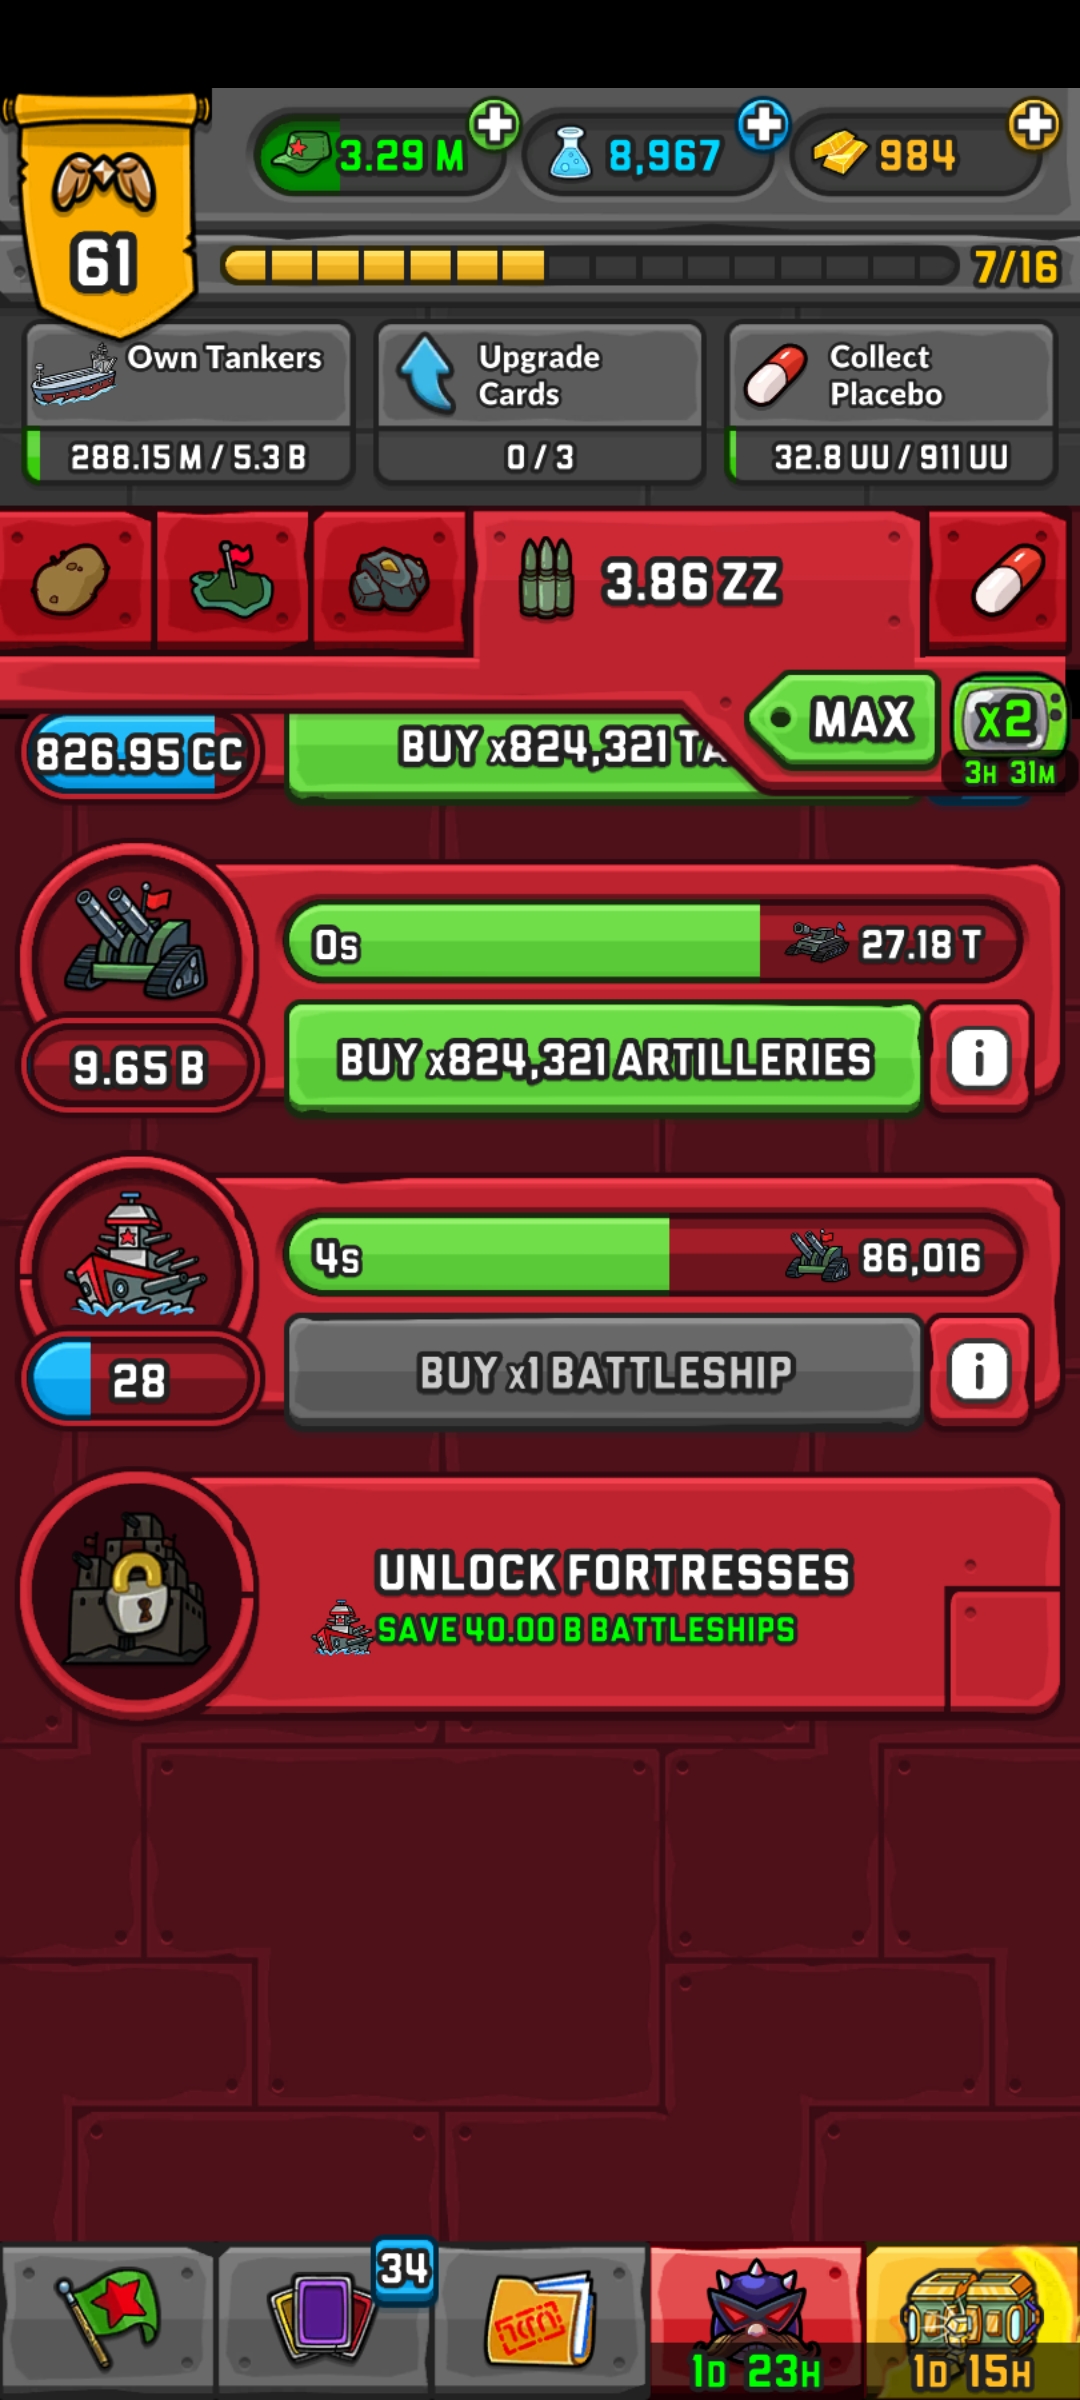 61
3.29 M
8,967
984
7/16
Own Tankers
288.15 M / 5.3 B
Upgrade
Cards
0 / 3
Collect
Placebo
32.8 UU / 911 UU
3.86 ZZ
MAX
x2
3H 31M
826.95 CC
BUY x824,321 TA
0s
27.18 T
9.65 B
BUY x824,321 ARTILLERIES
i
4s
86,016
28
BUY x1 BATTLESHIP
i
UNLOCK FORTRESSES
SAVE 40.00 B BATTLESHIPS
34
1D 23H
1D 15H